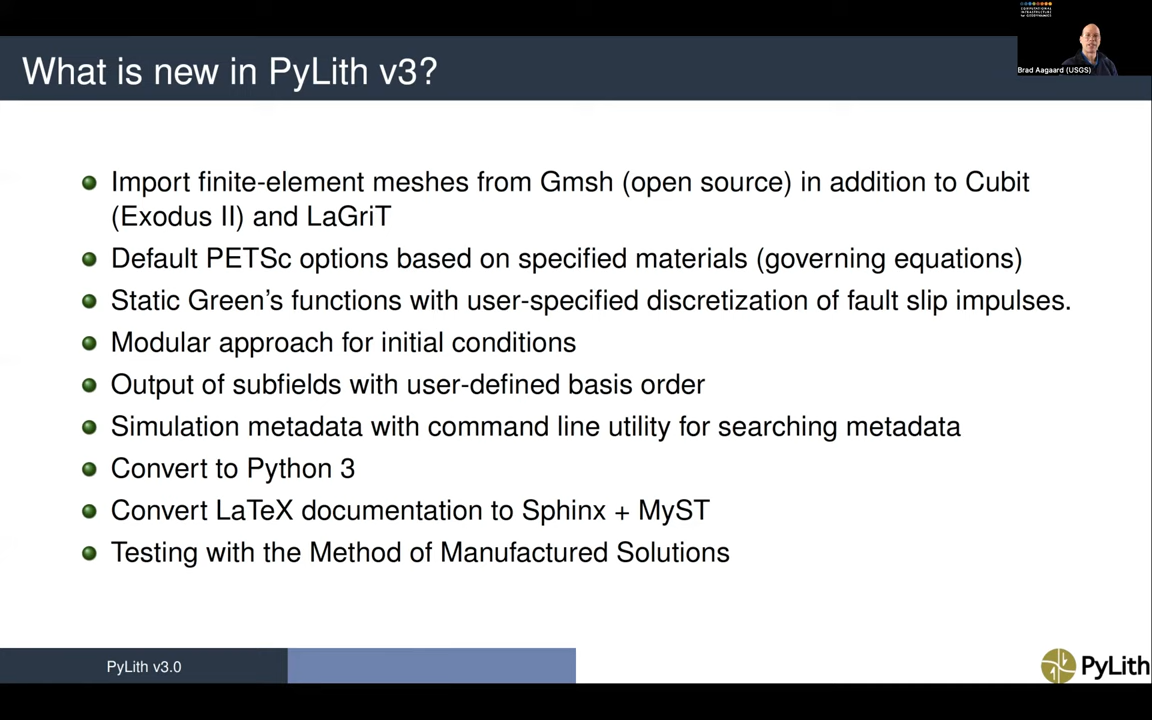 COMPUTATIONAL
INFRASTRUCTURE
for GEODYNAMICS
Brad Aagaard (USGS)
What is new in PyLith v3?
Import finite-element meshes from Gmsh (open source) in addition to Cubit
(Exodus II) and LaGriT
Default PETSc options based on specified materials (governing equations)
Static Green’s functions with user-specified discretization of fault slip impulses.
Modular approach for initial conditions
Output of subfields with user-defined basis order
Simulation metadata with command line utility for searching metadata
Convert to Python 3
Convert LaTeX documentation to Sphinx + MyST
Testing with the Method of Manufactured Solutions
PyLith v3.0
PyLith